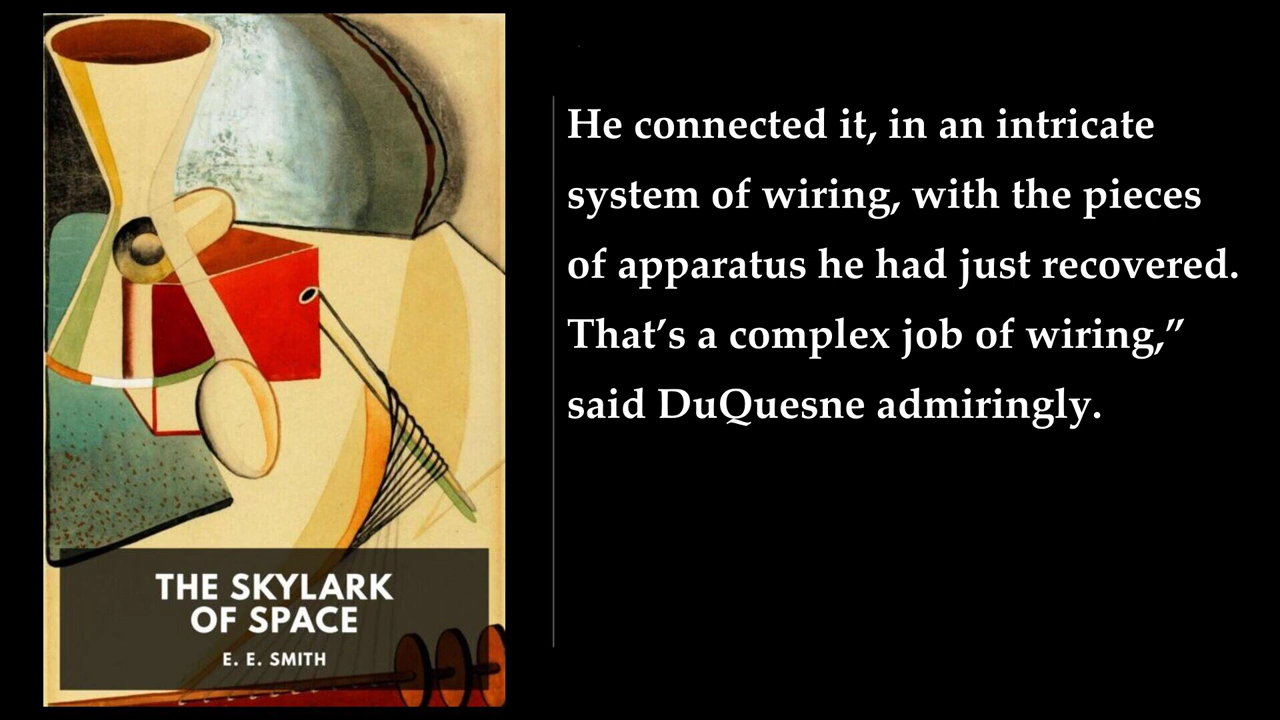 He connected it, in an intricate
system of wiring, with the pieces
of apparatus he had just recovered.
That’s a complex job of wiring,”
said DuQuesne admiringly.
THE SKYLARK
OF SPACE
E. E. SMITH